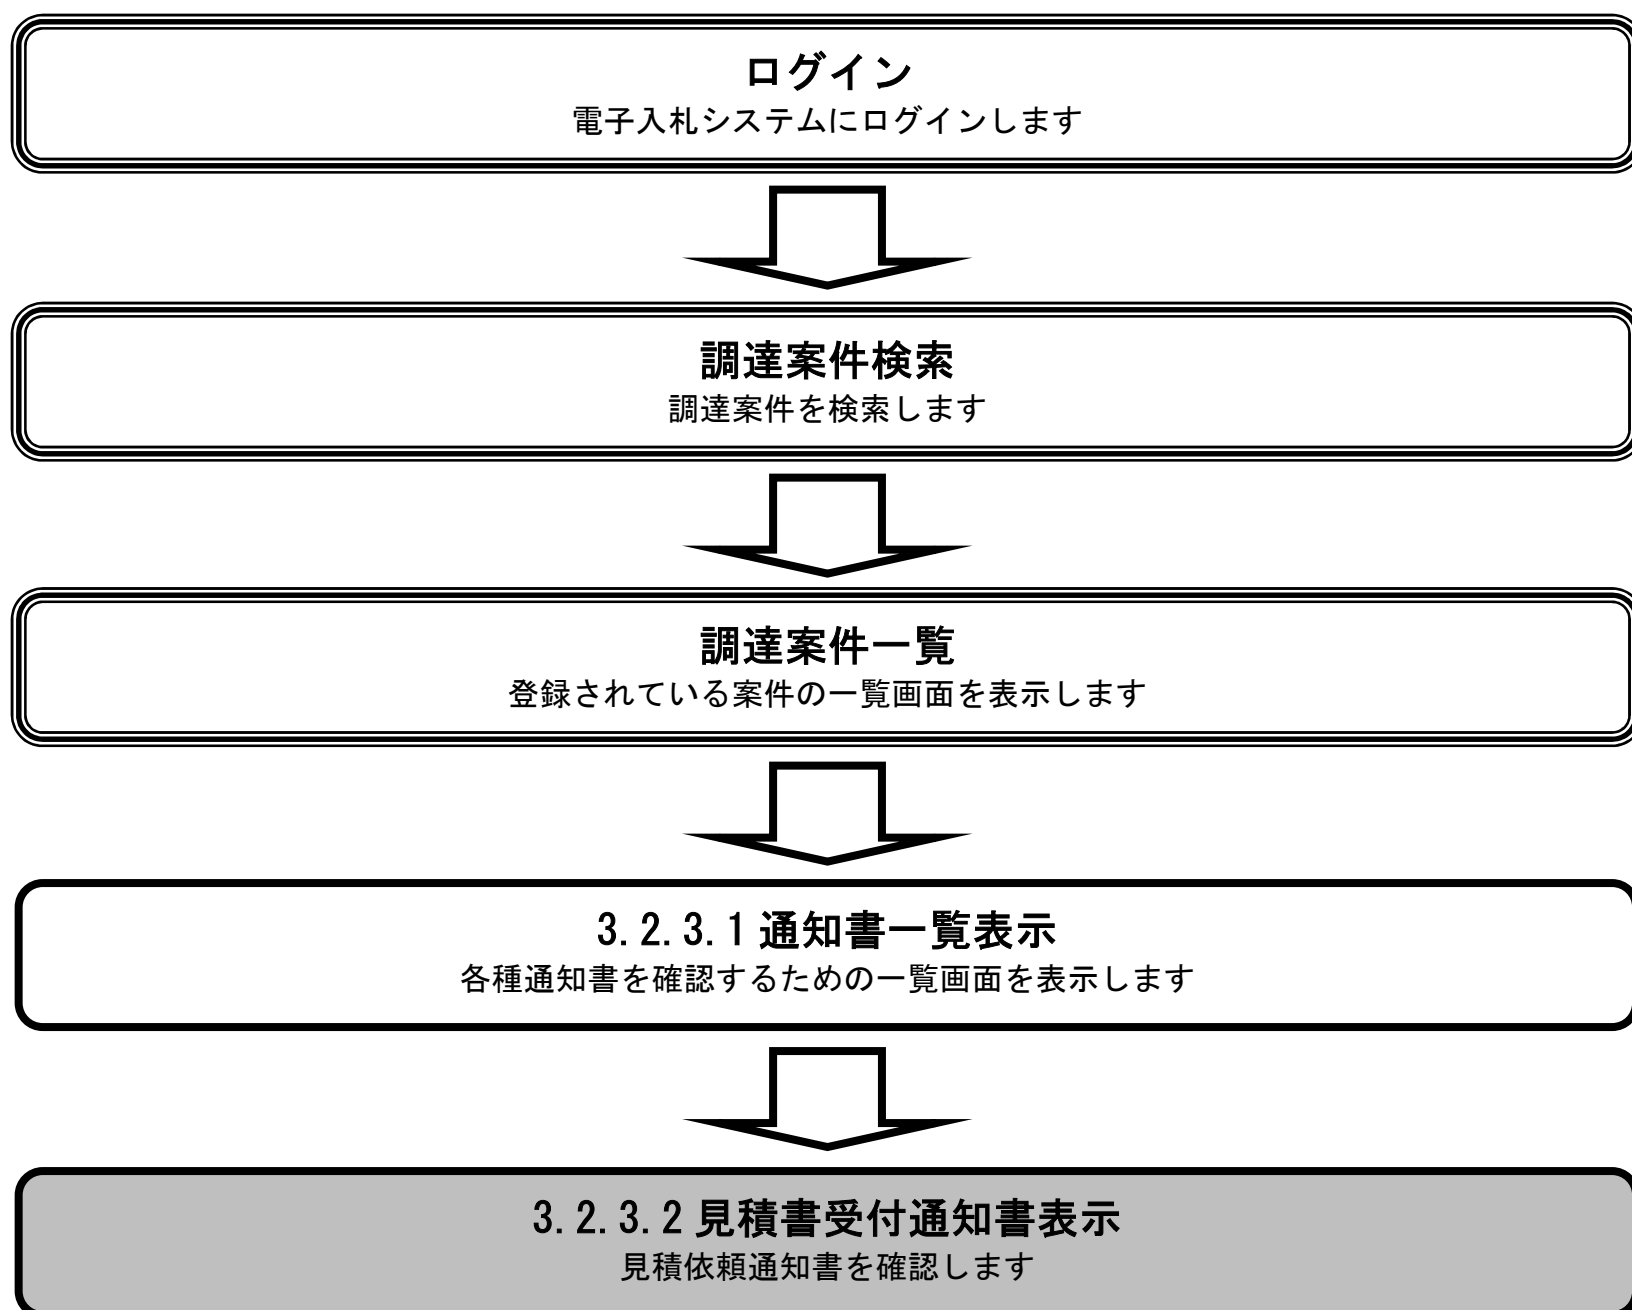 ログイン
電子入札システムにログインします
調達案件検索
調達案件を検索します
調達案件一覧
登録されている案件の一覧画面を表示します
3.2.3.1 通知書一覧表示
各種通知書を確認するための一覧画面を表示します
3.2.3.2 見積書受付通知書表示
見積依頼通知書を確認します